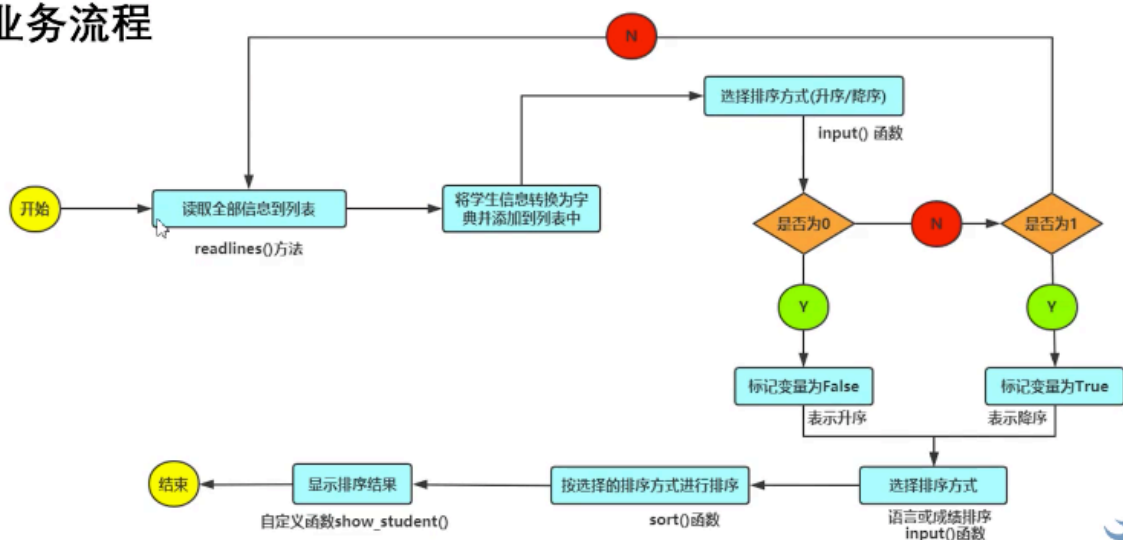 业务流程
N
选择排序方式(升序/降序)
input() 函数
开始
读取全部信息到列表
readlines()方法
将学生信息转换为字
典并添加到列表中
是否为0
N
是否为1
Y
Y
标记变量为False
表示升序
标记变量为True
表示降序
结束
显示排序结果
自定义函数show_student()
按选择的排序方式进行排序
sort()函数
选择排序方式
语言或成绩排序
input()函数